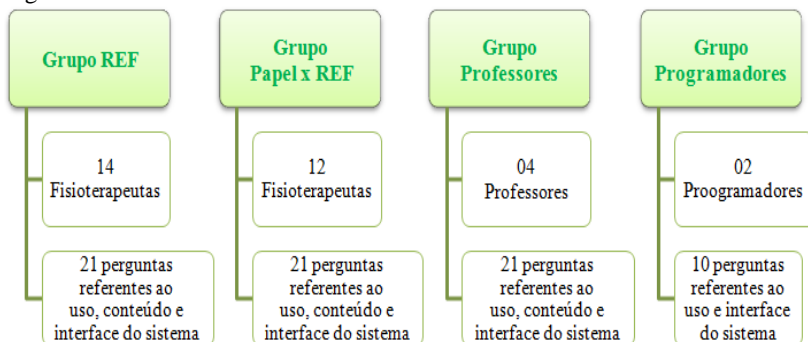 Grupo REF
14
Fisioterapeutas
21 perguntas
referentes ao
uso, conteúdo e
interface do sistema
Grupo
Papel x REF
12
Fisioterapeutas
21 perguntas
referentes ao
uso, conteúdo e
interface do sistema
Grupo
Professores
04
Professores
21 perguntas
referentes ao
uso, conteúdo e
interface do sistema
Grupo
Programadores
02
Proogramadores
10 perguntas
referentes ao
uso e interface
do sistema